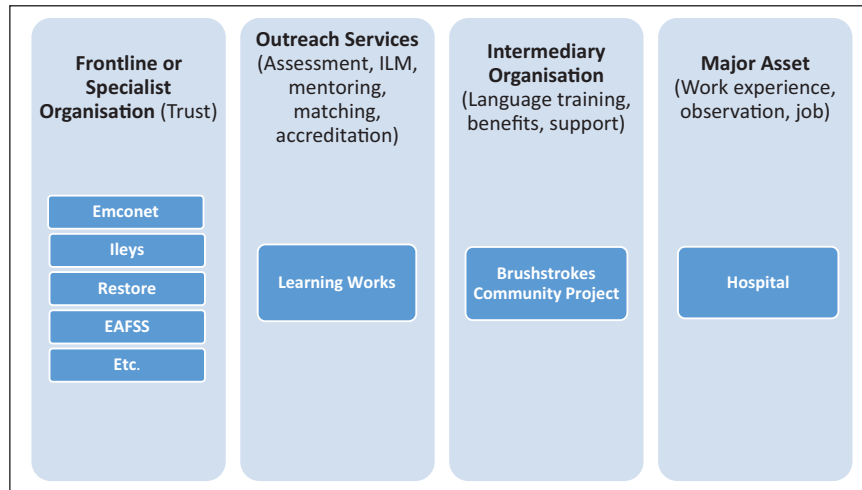 Frontline or
Specialist
Organisation (Trust)
Emconet
Ileys
Restore
EAFSS
Etc.
Outreach Services
(Assessment, ILM,
mentoring,
matching,
accreditation)
Learning Works
Intermediary
Organisation
(Language training,
benefits, support)
Brushstrokes
Community Project
Major Asset
(Work experience,
observation, job)
Hospital